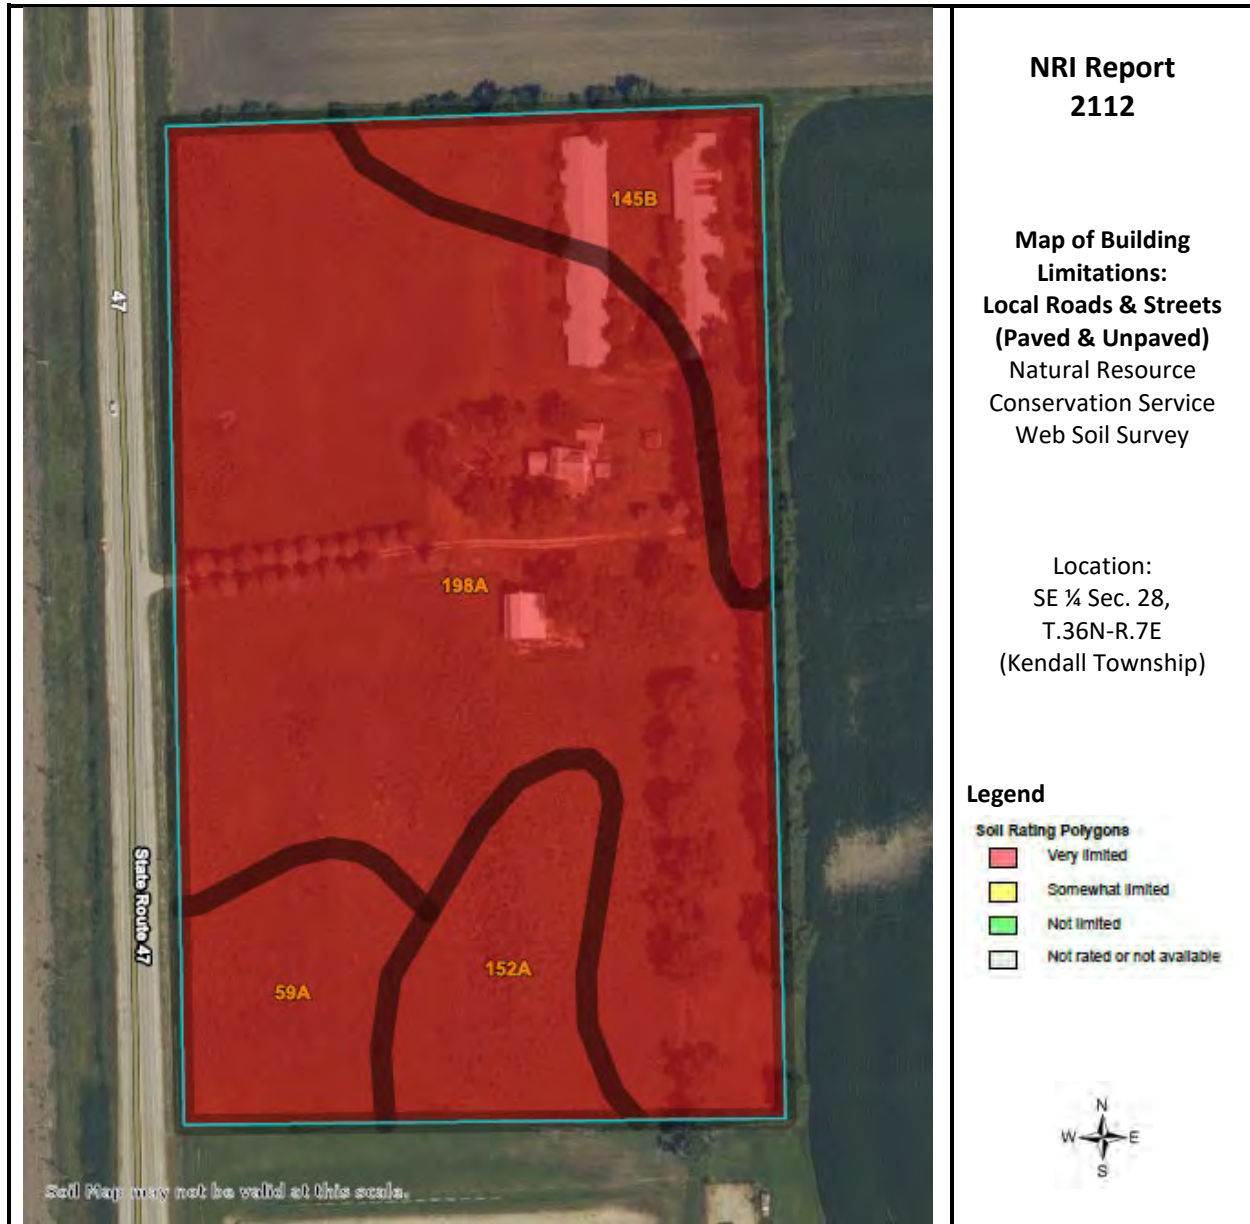 NRI Report
2112
Map of Building
Limitations:
Local Roads & Streets
(Paved & Unpaved)
Natural Resource
Conservation Service
Web Soil Survey
Location:
SE ¼ Sec. 28,
T.36N-R.7E
(Kendall Township)
Legend
Soil Rating Polygons
Very limited
Somewhat limited
Not limited
Not rated or not available
N
W E
S
145B
47
198A
State Route 47
152A
59A
Soil Map may not be valid at this scale.